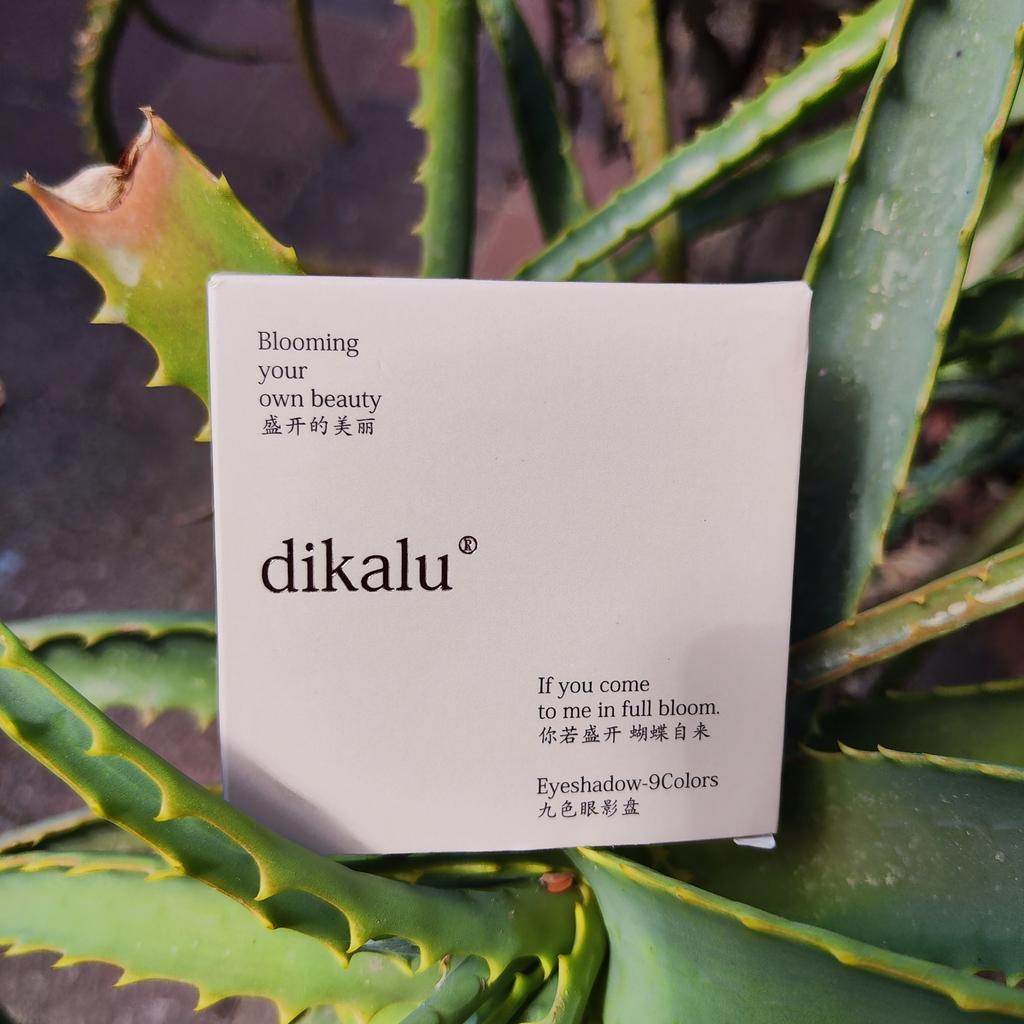 Blooming
your
own beauty
盛开的美丽
dikalu®
If you come
to me in full bloom.
你若盛开 蝴蝶自来
Eyeshadow-9Colors
九色眼影盘